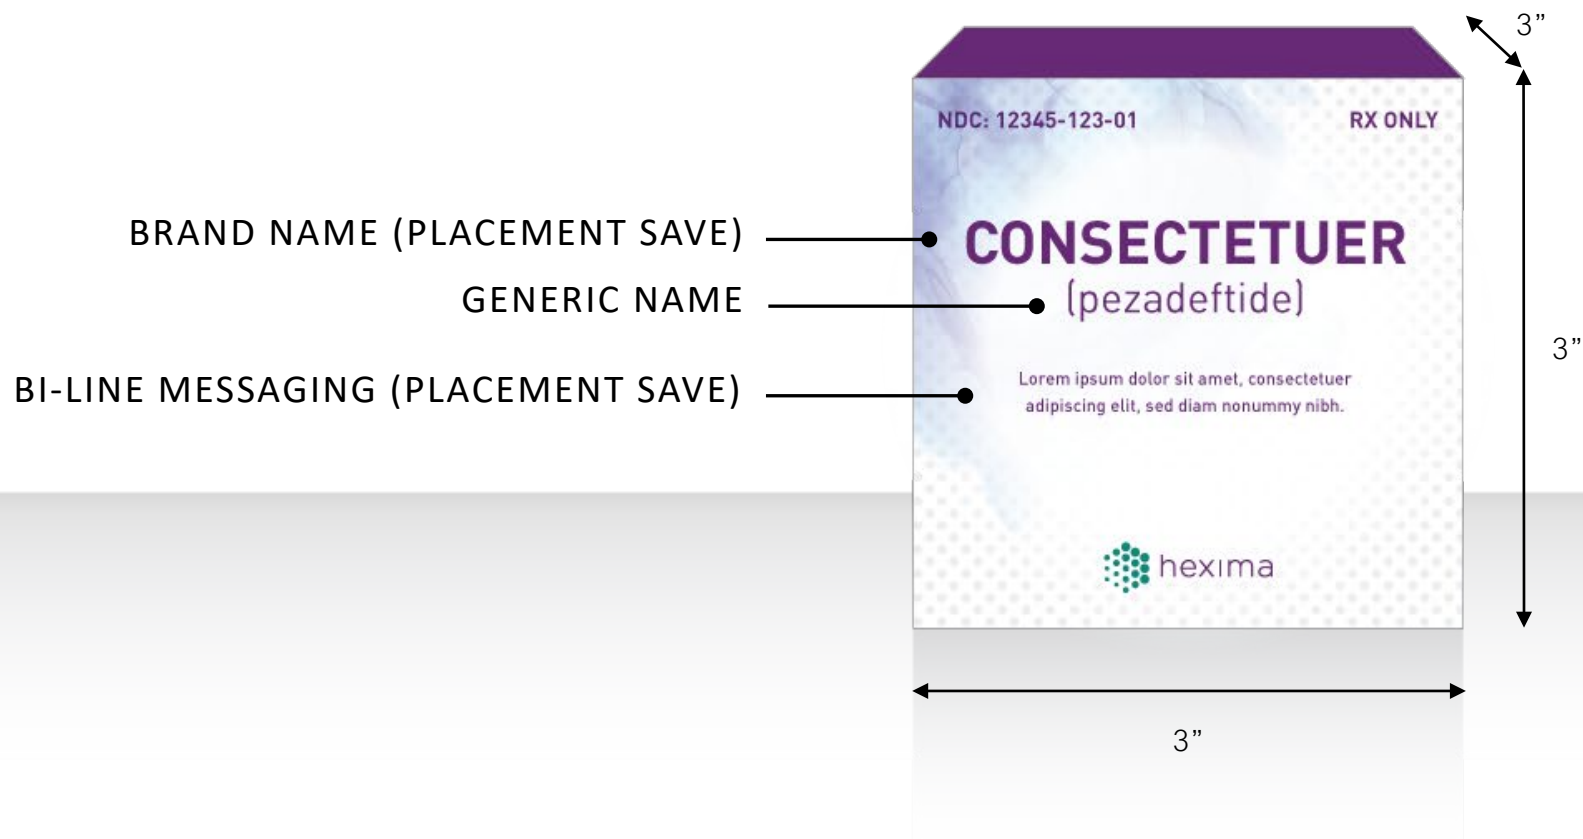 3”
NDC: 12345-123-01 RX ONLY
BRAND NAME (PLACEMENT SAVE)
CONSECTETUER
GENERIC NAME
(pezadeftide)
3”
BI-LINE MESSAGING (PLACEMENT SAVE)
Lorem ipsum dolor sit amet, consectetuer
adipiscing elit, sed diam nonummy nibh.
hexima
3”